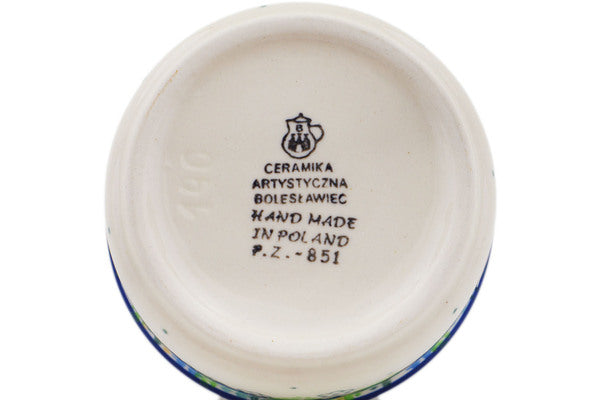 B
CERAMIKA
ARTYSTYCZNA
BOLESŁAWIEC
HAND MADE
IN POLAND
P.Z.-851